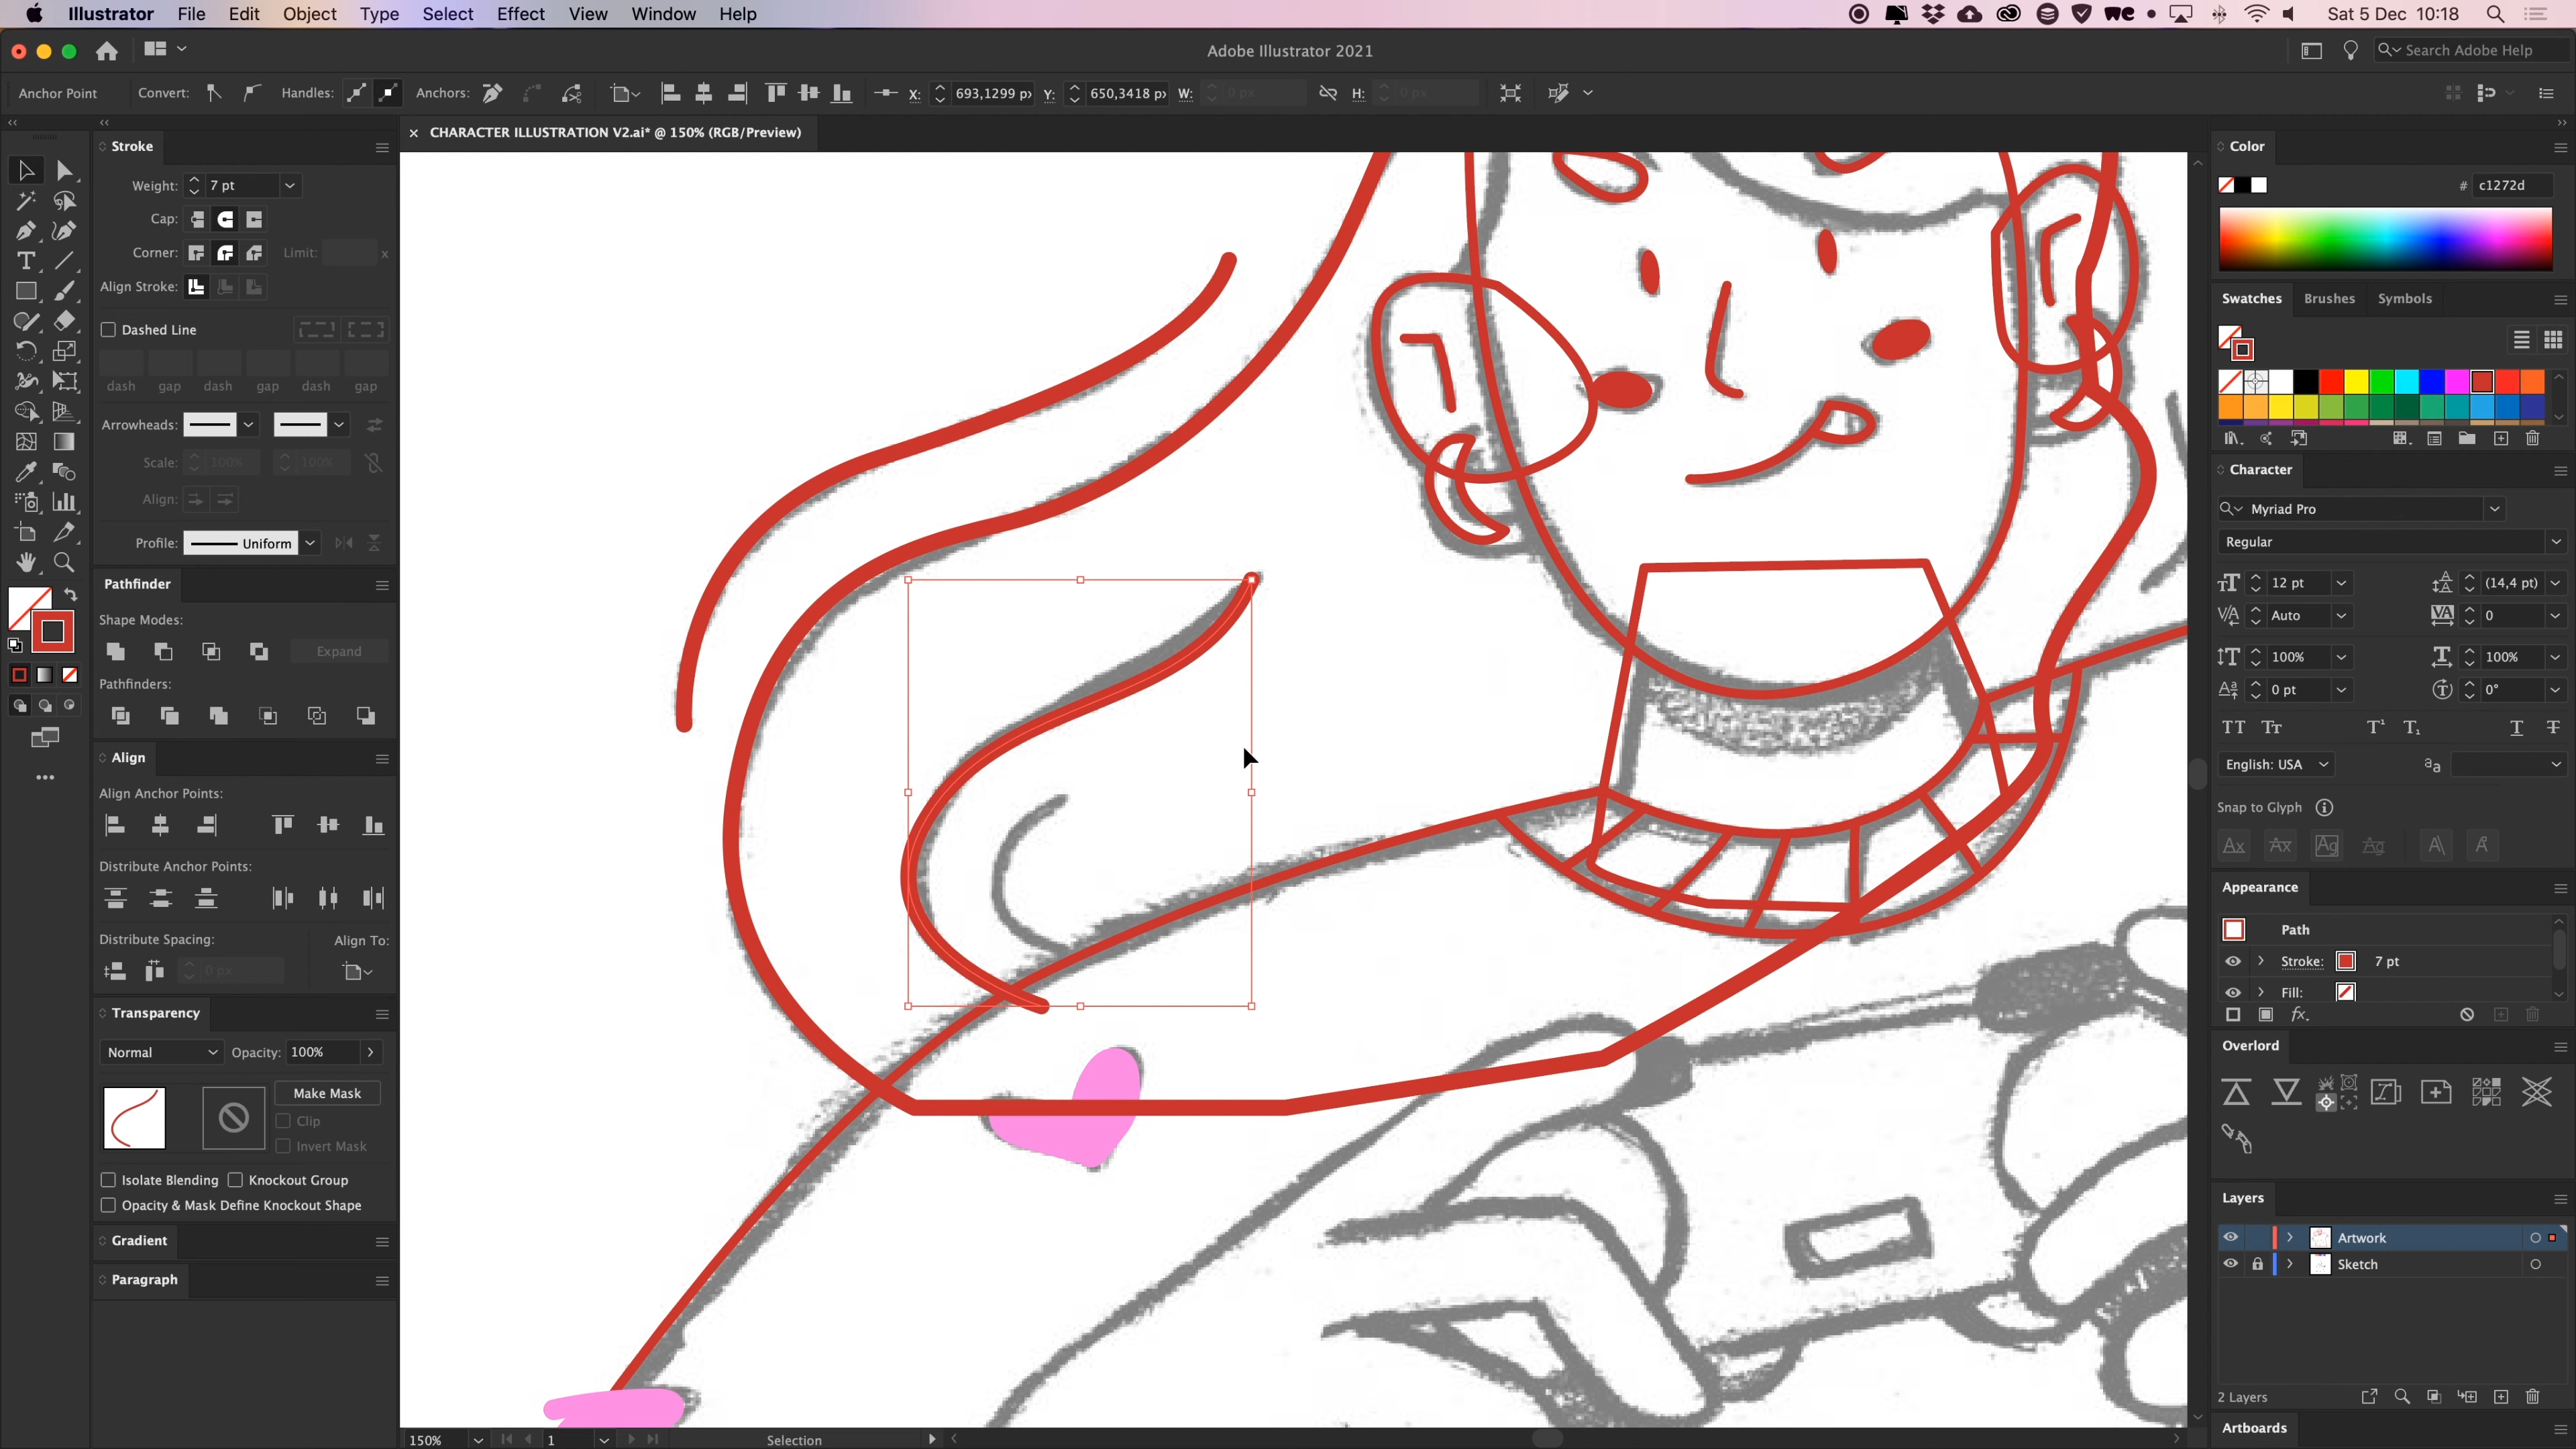 Illustrator File Edit Object Type Select Effect View Window Help
Sat 5 Dec 10:18
Adobe Illustrator 2021
Search Adobe Help
Anchor Point Convert: Handles: Anchors: X: 693,1299 p Y: 650,3418 p W: 0 px H: 0 px
× CHARACTER ILLUSTRATION V2.ai* @ 150% (RGB/Preview)
Stroke
Weight: 7 pt
Cap:
Corner: Limit: x
Align Stroke:
Dashed Line
dash gap dash gap dash gap
Arrowheads:
Scale: 100% 100%
Align:
Profile: Uniform
Pathfinder
Shape Modes:
Expand
Pathfinders:
Align
Align Anchor Points:
Distribute Anchor Points:
Distribute Spacing: Align To:
0 px
Transparency
Normal Opacity: 100%
Make Mask
Clip
Invert Mask
Isolate Blending Knockout Group
Opacity & Mask Define Knockout Shape
Gradient
Paragraph
150% 1 Selection
Color
# c1272d
Swatches Brushes Symbols
Character
Myriad Pro
Regular
12 pt (14,4 pt)
Auto 0
100% 100%
0 pt 0°
English: USA
Snap to Glyph
Appearance
Path
Stroke: 7 pt
Fill:
Overlord
Layers
Artwork
Sketch
2 Layers
Artboards